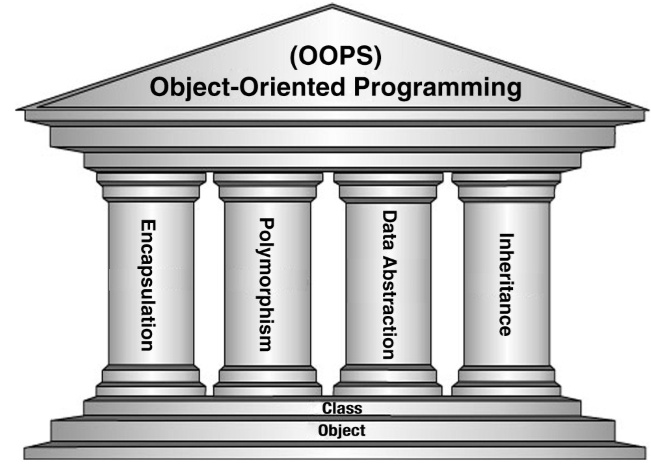 (OOPS)
Object-Oriented Programming
Encapsulation
Polymorphism
Data Abstraction
Inheritance
Class
Object